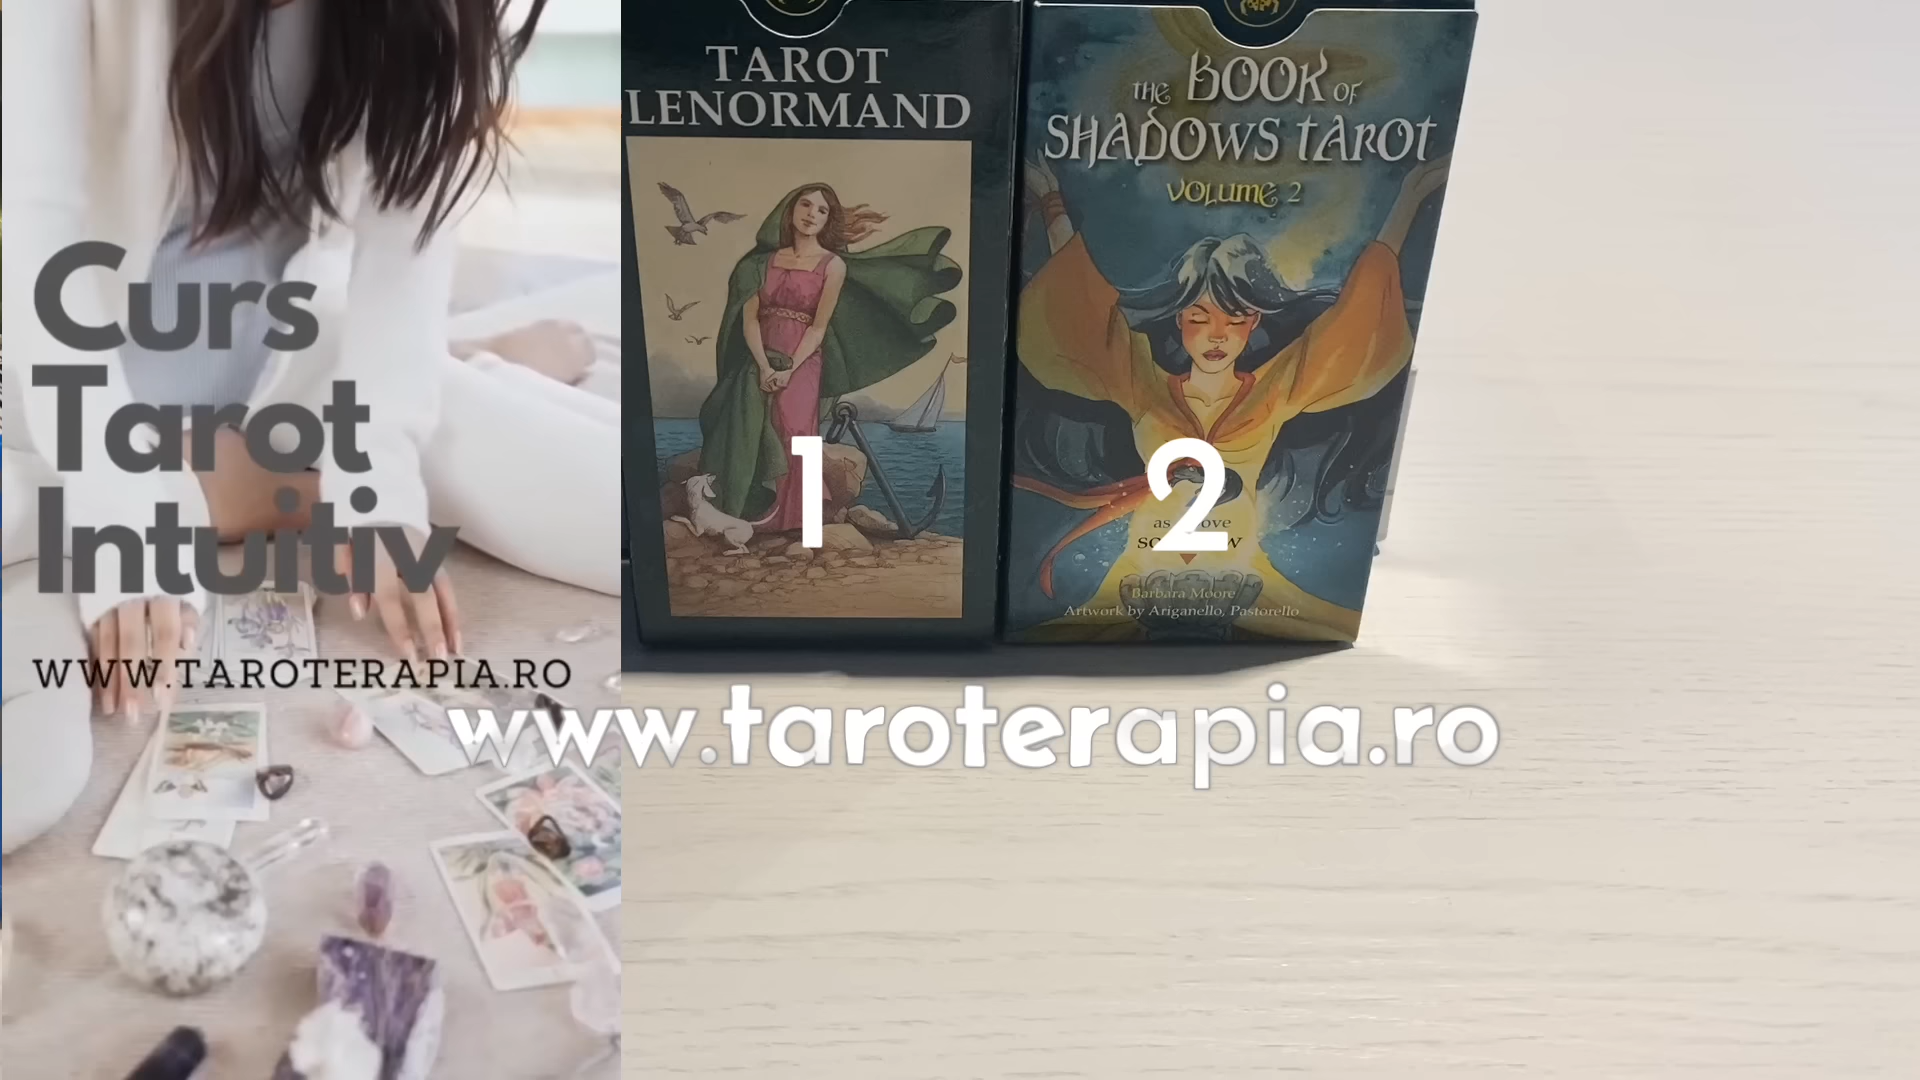 Curs
Tarot
Intuitiv
WWW.TAROTERAPIA.RO
TAROT
LENORMAND
THE BOOK OF
SHADOWS TAROT
VOLUME 2
1
2
Barbara Moore
Artwork by Ariganello, Pastorello
www.taroterapia.ro